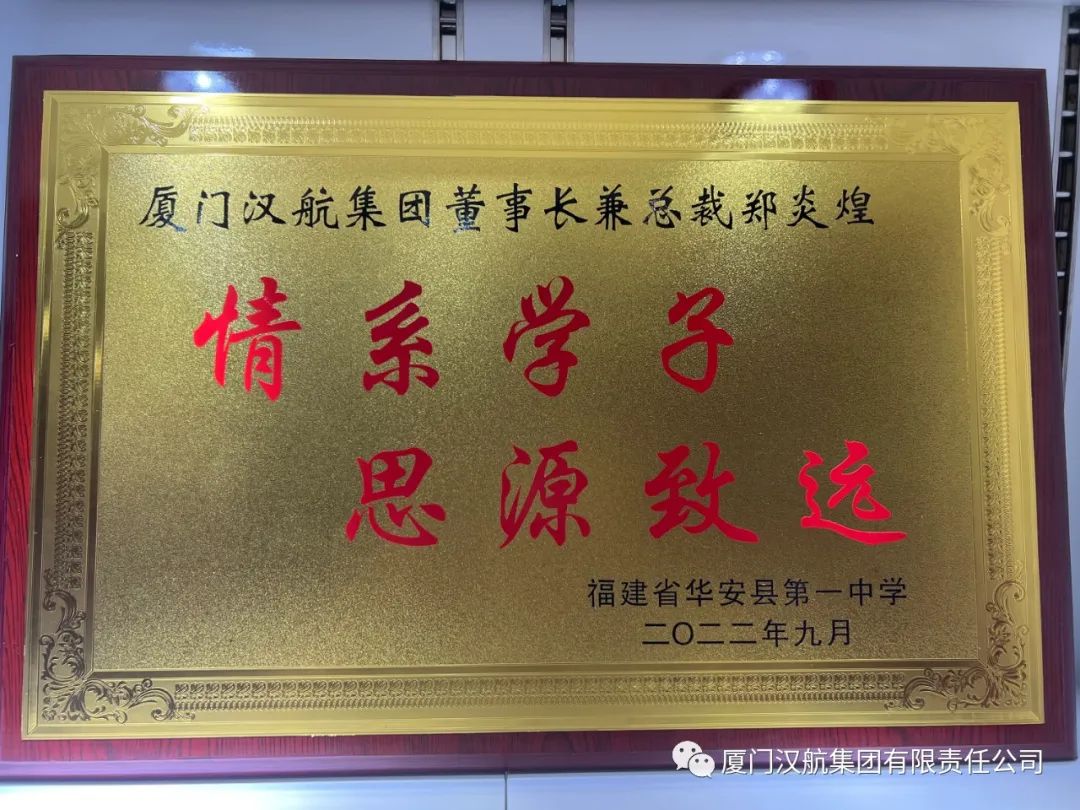 厦门汉航集团董事长兼总裁郑炎煌
情系学子
思源致远
福建省华安县第一中学
二〇二二年九月
厦门汉航集团有限责任公司